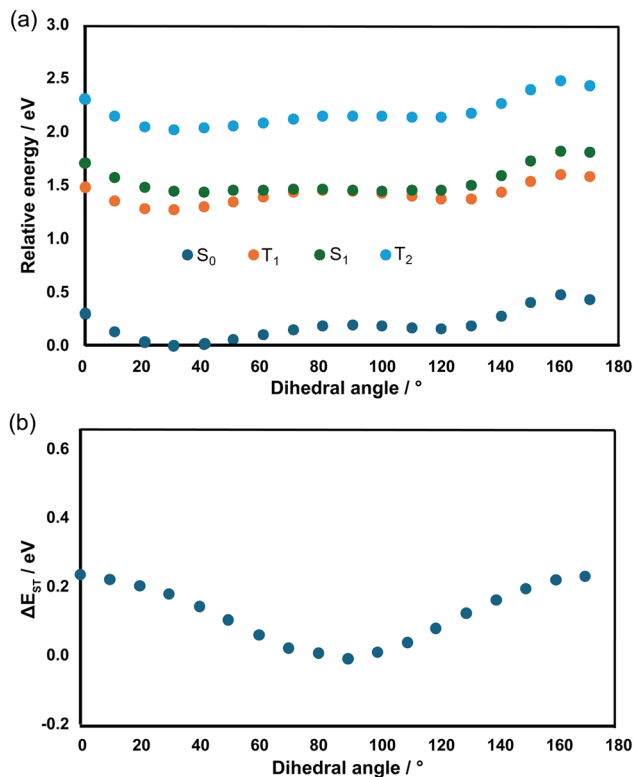 (a)
3.0
2.5
2.0
1.5
1.0
0.5
0.0
Relative energy / eV
S₀ T₁ S₁ T₂
0 20 40 60 80 100 120 140 160 180
Dihedral angle / °
(b)
0.6
0.4
0.2
0.0
-0.2
ΔE_ST / eV
0 20 40 60 80 100 120 140 160 180
Dihedral angle / °